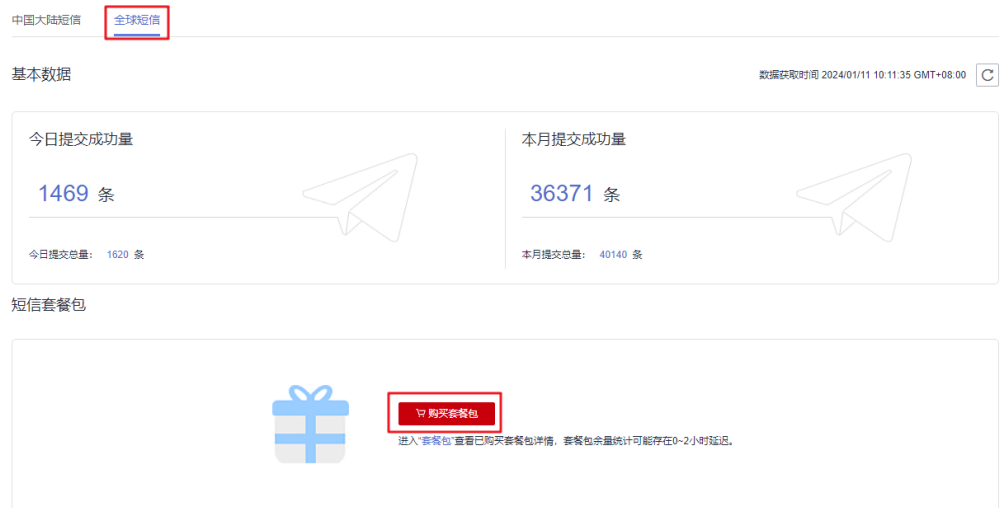 中国大陆短信 全球短信
基本数据 数据获取时间 2024/01/11 10:11:35 GMT+08:00
今日提交成功量
1469 条
今日提交总量: 1620 条
本月提交成功量
36371 条
本月提交总量: 40140 条
短信套餐包
购买套餐包
进入"套餐包"查看已购买套餐包详情，套餐包余量统计可能存在0~2小时延迟。